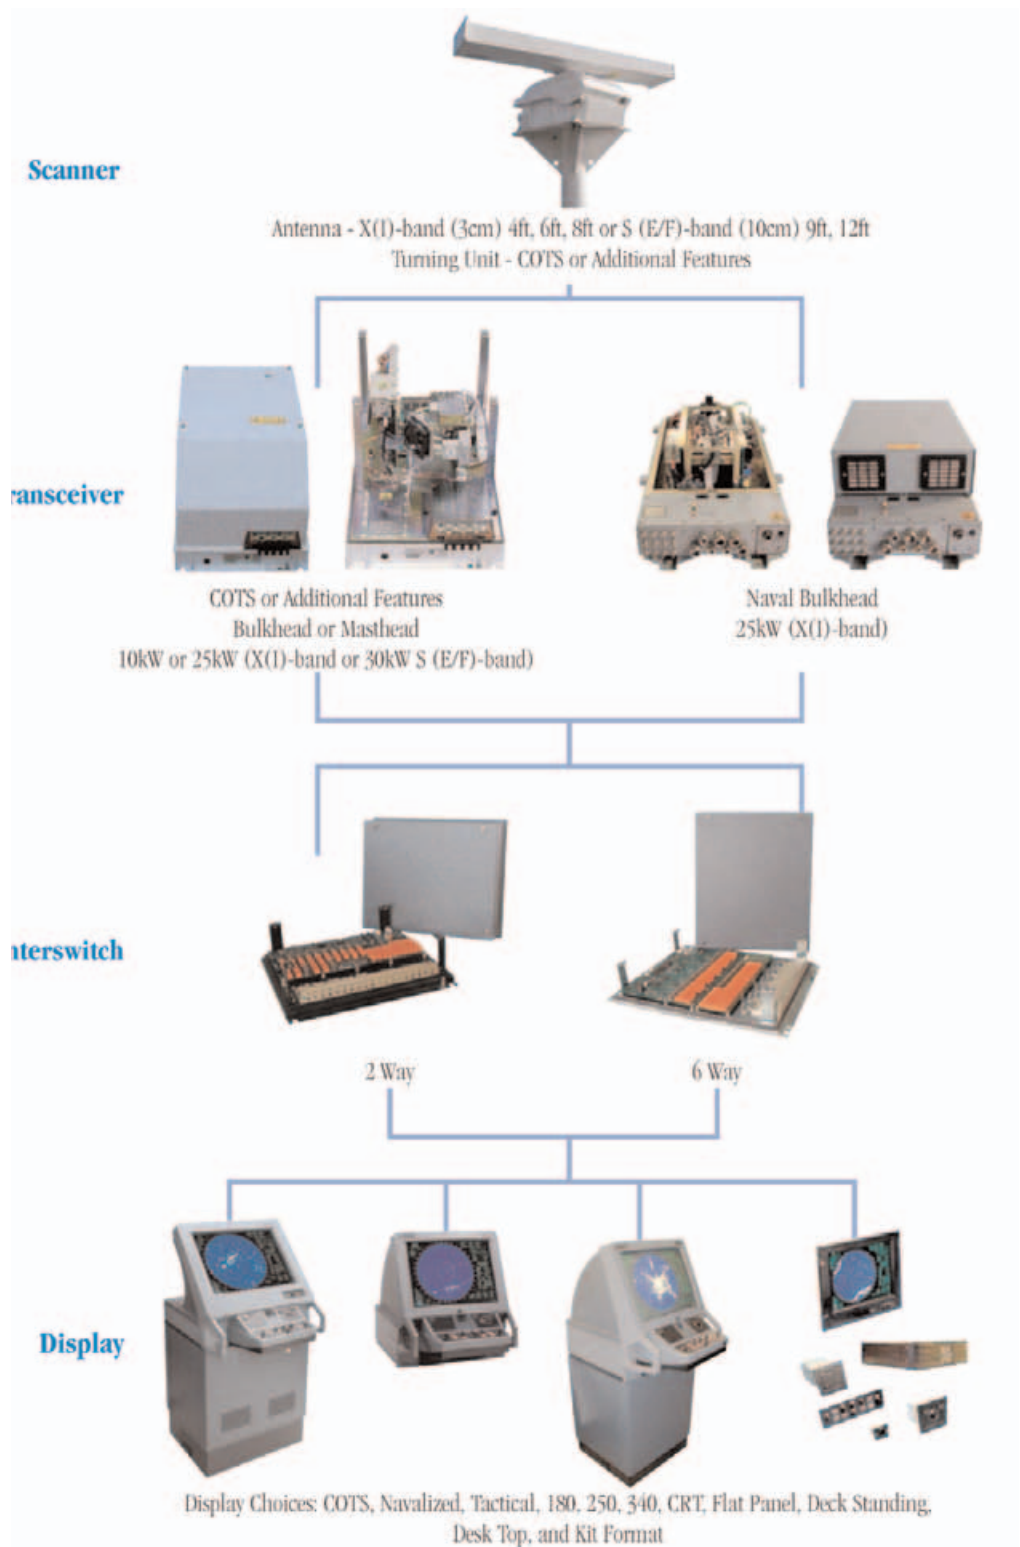 Scanner
Antenna - X(I)-band (3cm) 4ft, 6ft, 8ft or S (E/F)-band (10cm) 9ft, 12ft
Turning Unit - COTS or Additional Features
ransceiver
COTS or Additional Features
Bulkhead or Masthead
10kW or 25kW (X(I)-band or 30kW S (E/F)-band)
Naval Bulkhead
25kW (X(I)-band)
nterswitch
2 Way
6 Way
Display
Display Choices: COTS, Navalized, Tactical, 180, 250, 340, CRT, Flat Panel, Deck Standing,
Desk Top, and Kit Format